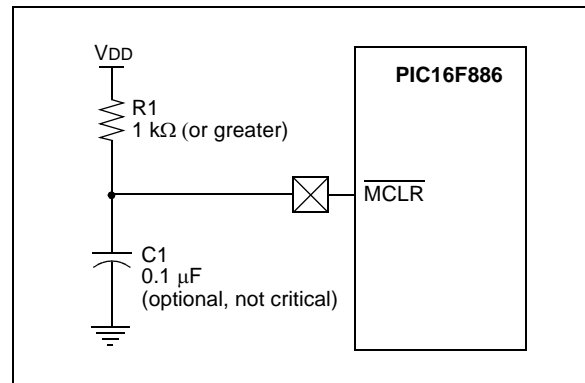 VDD
PIC16F886
R1
1 kΩ (or greater)
MCLR
C1
0.1 μF
(optional, not critical)